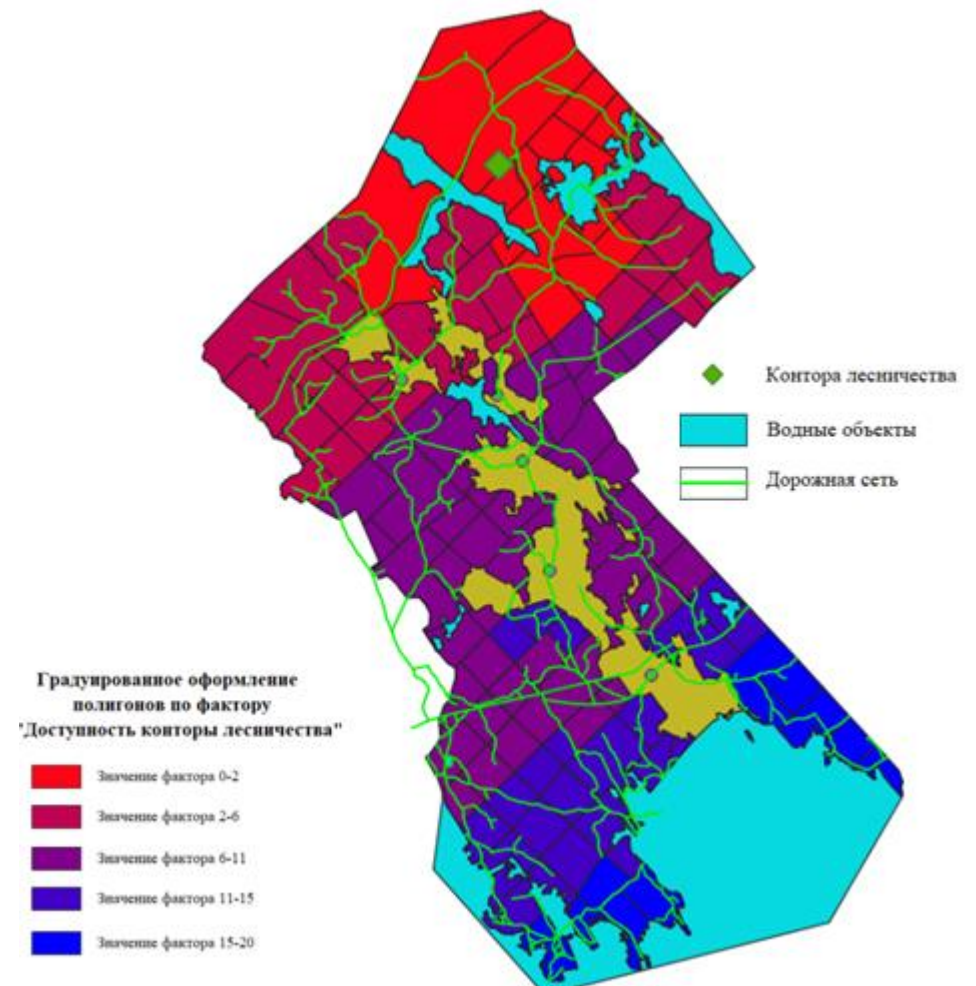 Контора лесничества
Водные объекты
Дорожная сеть
Градуированное оформление
полигонов по фактору
"Доступность конторы лесничества"
Значение фактора 0-2
Значение фактора 2-6
Значение фактора 6-11
Значение фактора 11-15
Значение фактора 15-20